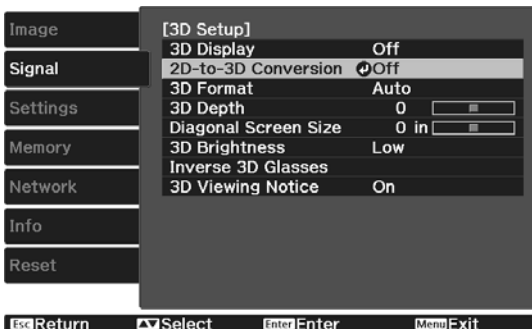 Image
Signal
Settings
Memory
Network
Info
Reset
[3D Setup]
3D Display Off
2D-to-3D Conversion Off
3D Format Auto
3D Depth 0
Diagonal Screen Size 0 in
3D Brightness Low
Inverse 3D Glasses
3D Viewing Notice On
Esc Return Select Enter Enter Menu Exit